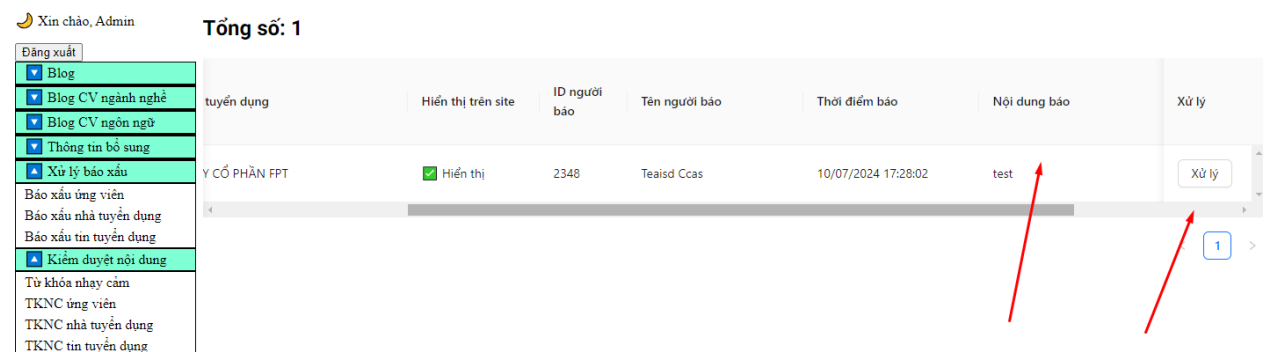 Xin chào, Admin
Đăng xuất
Blog
Blog CV ngành nghề
Blog CV ngôn ngữ
Thông tin bổ sung
Xử lý báo xấu
Báo xấu ứng viên
Báo xấu nhà tuyển dụng
Báo xấu tin tuyển dụng
Kiểm duyệt nội dung
Từ khóa nhạy cảm
TKNC ứng viên
TKNC nhà tuyển dụng
TKNC tin tuyển dụng
Tổng số: 1
tuyển dụng Hiển thị trên site ID người báo Tên người báo Thời điểm báo Nội dung báo Xử lý
Y CỔ PHẦN FPT Hiển thị 2348 Teaisd Ccas 10/07/2024 17:28:02 test Xử lý
1